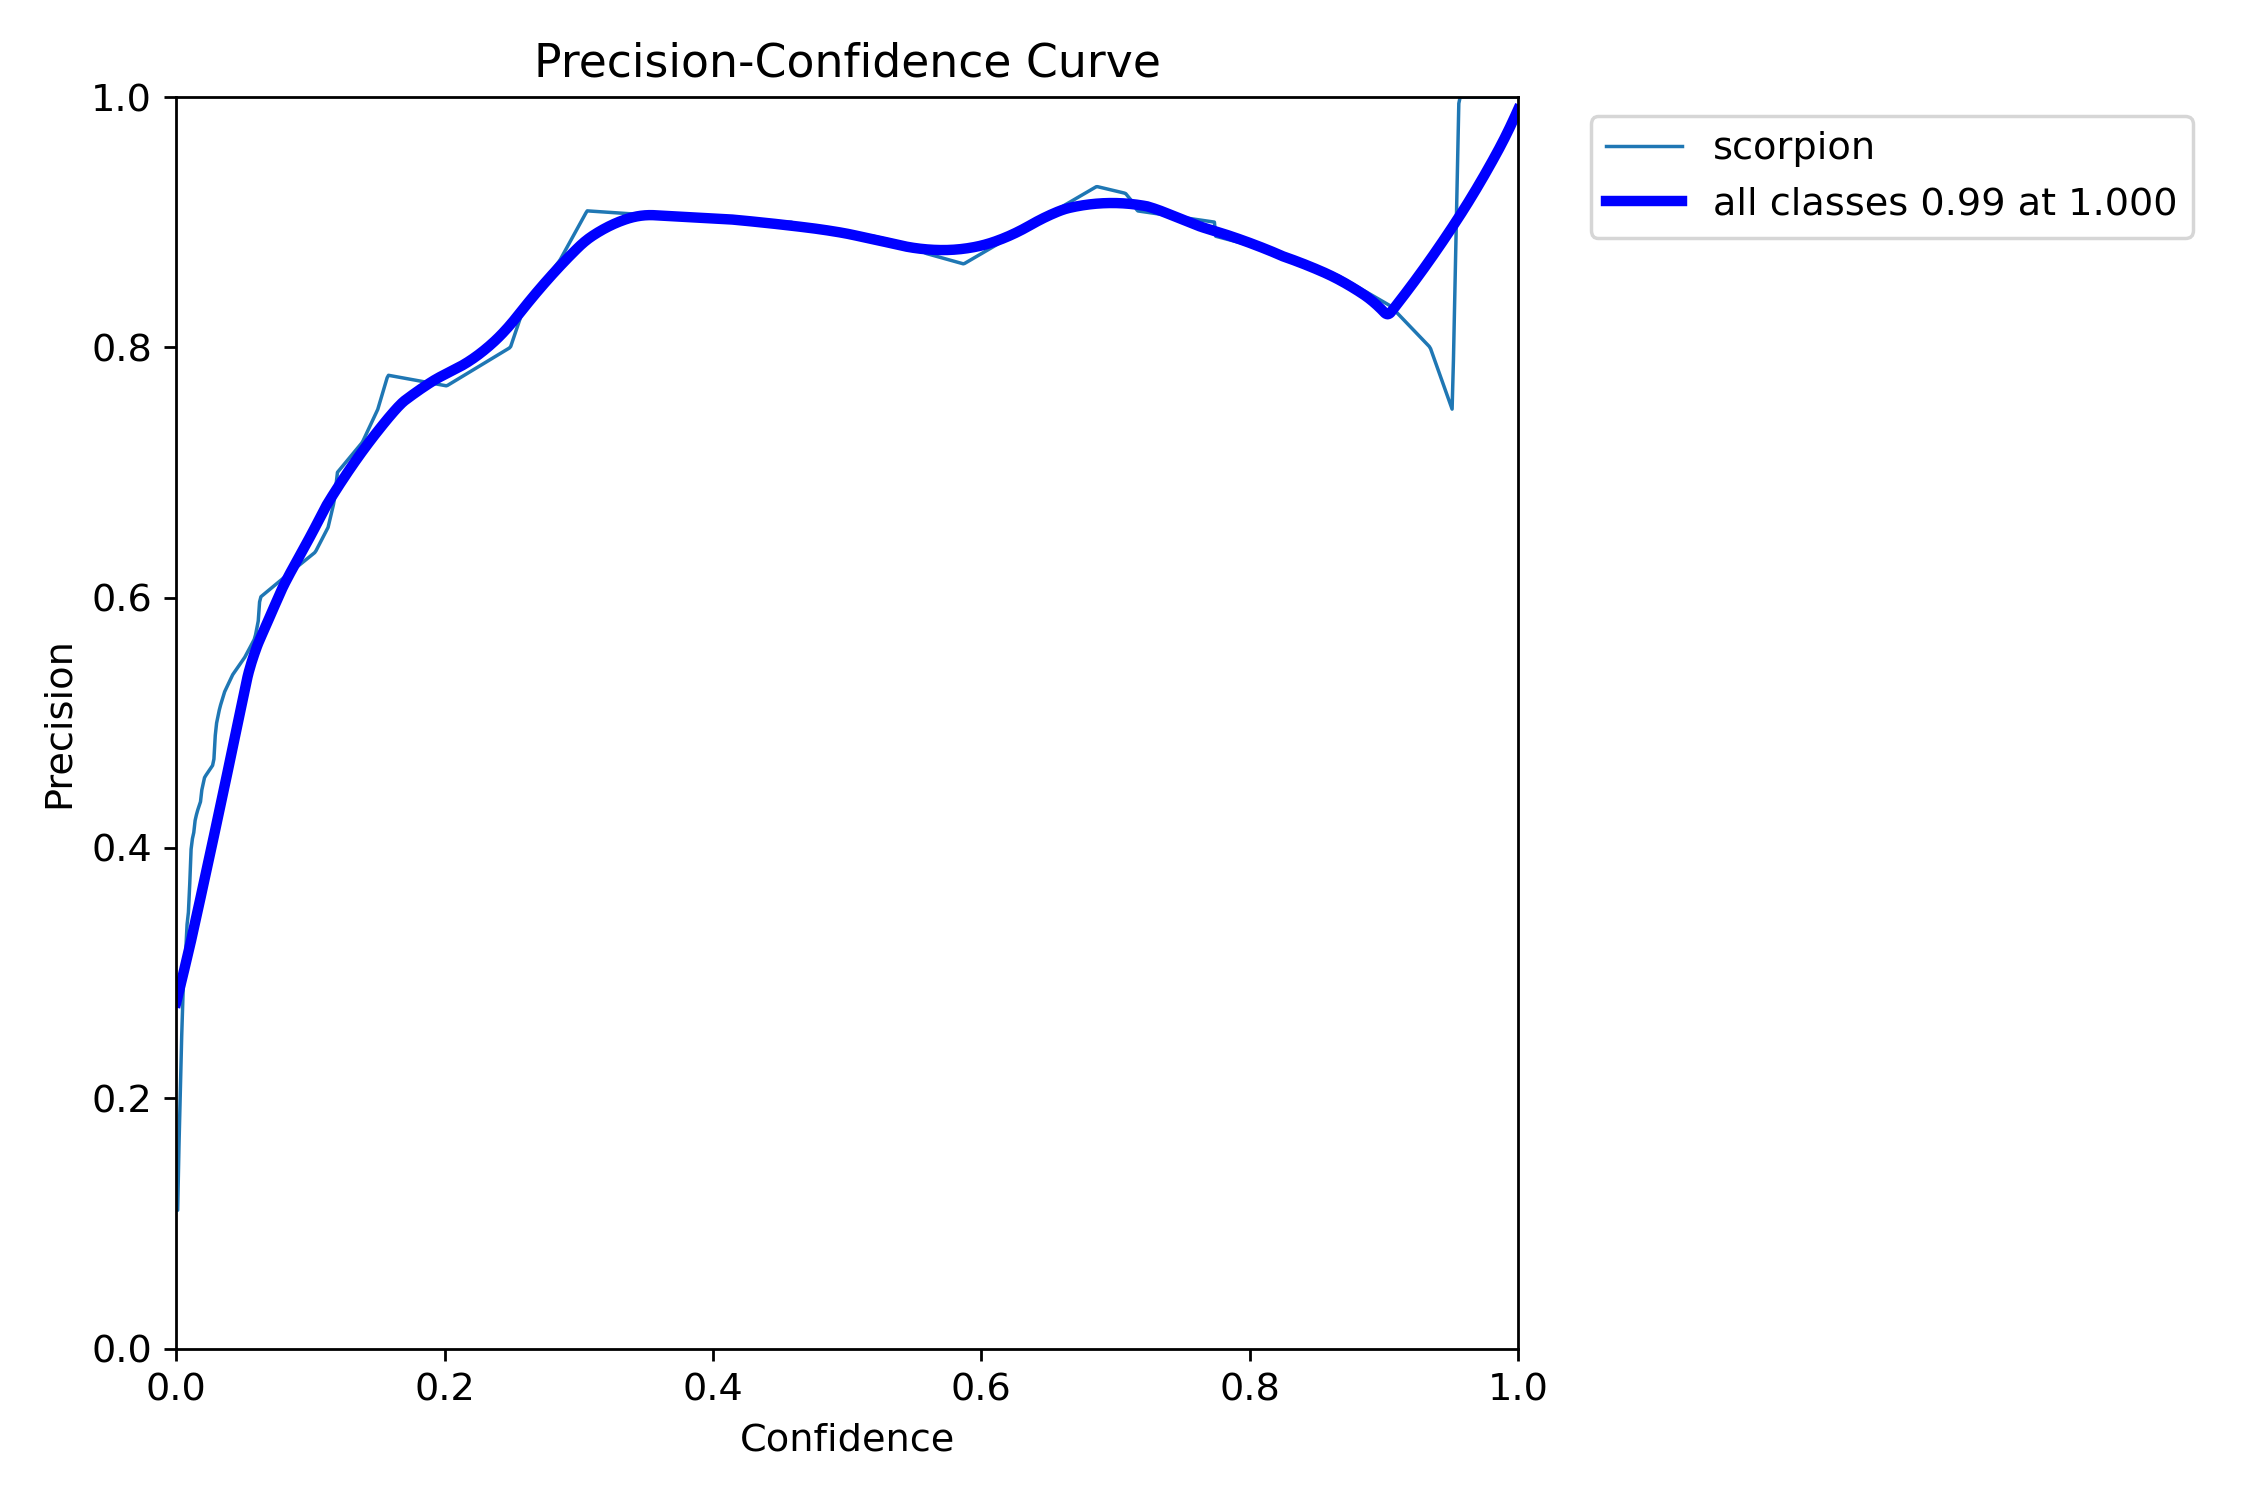 Precision-Confidence Curve
1.0
0.8
0.6
0.4
0.2
0.0
Precision
0.0 0.2 0.4 0.6 0.8 1.0
Confidence
scorpion
all classes 0.99 at 1.000